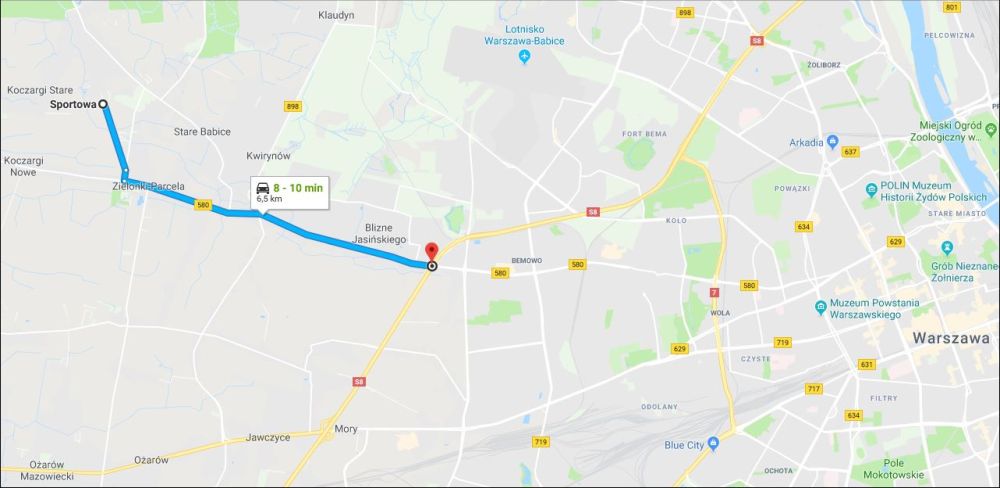 Klaudyn
898
801
PEŁCOWIZNA
Lotnisko
Warszawa-Babice
S8
ŻOLIBORZ
Koczargi Stare
Sportowa
898
Stare Babice
FORT BEMA
Miejski Ogród
Zoologiczny w...
Arkadia
637
Kwirynów
Koczargi
Nowe
Zielonki-Parcela
8 - 10 min
6,5 km
POWĄZKI
POLIN Muzeum
Historii Żydów Polskich
580
S8
KOŁO
STARE MIASTO
634
Blizne
Jasińskiego
Grób Nieznane
Żołnierza
BEMOWO
580
580
580
7
WOLA
Muzeum Powstania
Warszawskiego
Warszawa
629
719
CZYSTE
629
631
S8
717
FILTRY
ODOLANY
634
Mory
Jawczyce
719
Blue City
Ożarów
Mazowiecki
Ożarów
OCHOTA
Pole
Mokotowskie